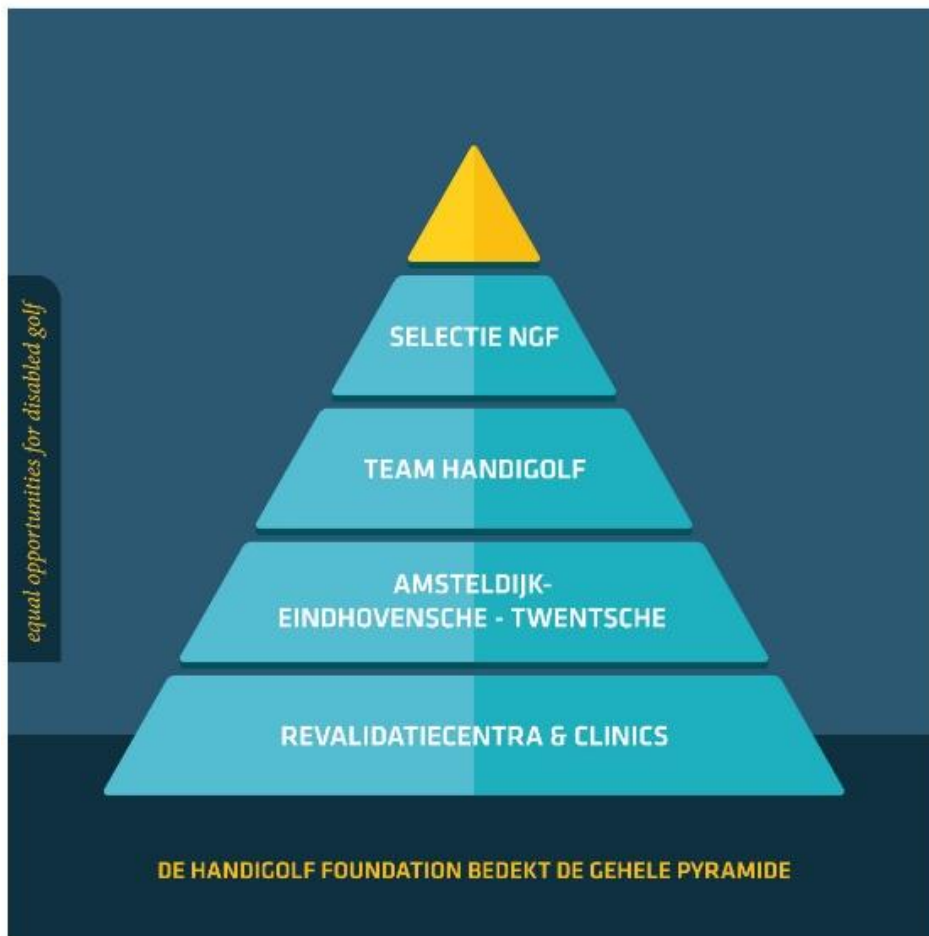 SELECTIE NGF
TEAM HANDIGOLF
AMSTELDIJK-
EINDHOVENSCHE - TWENTSCHE
REVALIDATIECENTRA & CLINICS
equal opportunities for disabled golf
DE HANDIGOLF FOUNDATION BEDEKT DE GEHELE PYRAMIDE